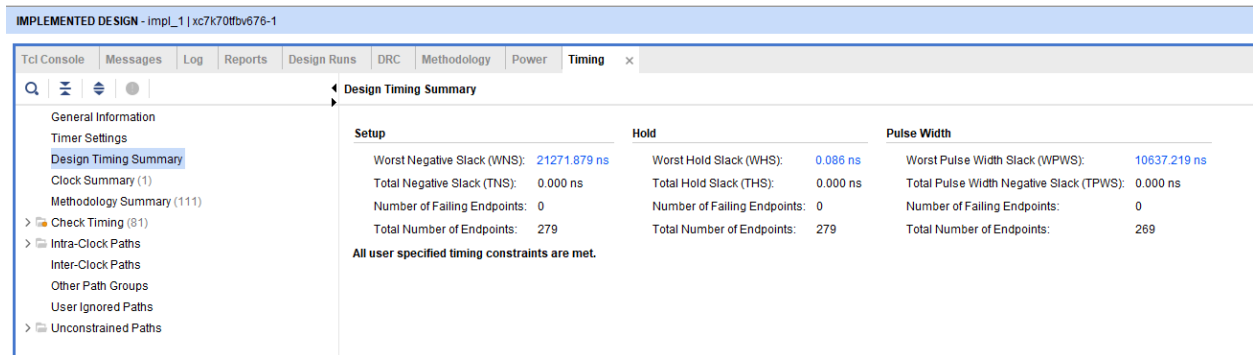 IMPLEMENTED DESIGN - impl_1 | xc7k70tfbv676-1
Tcl Console Messages Log Reports Design Runs DRC Methodology Power Timing ×
Design Timing Summary
General Information
Timer Settings
Design Timing Summary
Clock Summary (1)
Methodology Summary (111)
> Check Timing (81)
> Intra-Clock Paths
Inter-Clock Paths
Other Path Groups
User Ignored Paths
> Unconstrained Paths
Setup Hold Pulse Width
Worst Negative Slack (WNS): 21271.879 ns Worst Hold Slack (WHS): 0.086 ns Worst Pulse Width Slack (WPWS): 10637.219 ns
Total Negative Slack (TNS): 0.000 ns Total Hold Slack (THS): 0.000 ns Total Pulse Width Negative Slack (TPWS): 0.000 ns
Number of Failing Endpoints: 0 Number of Failing Endpoints: 0 Number of Failing Endpoints: 0
Total Number of Endpoints: 279 Total Number of Endpoints: 279 Total Number of Endpoints: 269
All user specified timing constraints are met.